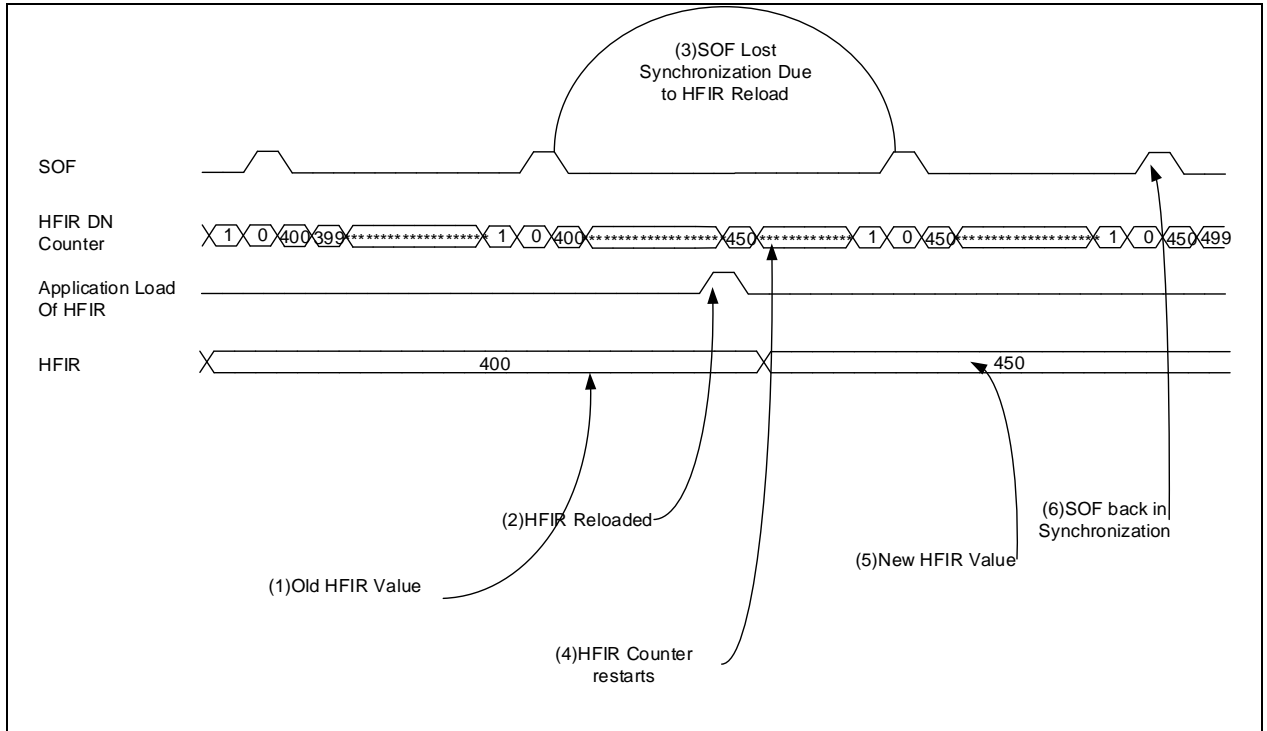 (3)SOF Lost
Synchronization Due
to HFIR Reload
SOF
HFIR DN
Counter
1 0 400 399 ****************** 1 0 400 ***************** 450 *********** 1 0 450 ****************** 1 0 450 499
Application Load
Of HFIR
HFIR
400 450
(2)HFIR Reloaded
(6)SOF back in
Synchronization
(5)New HFIR Value
(1)Old HFIR Value
(4)HFIR Counter
restarts